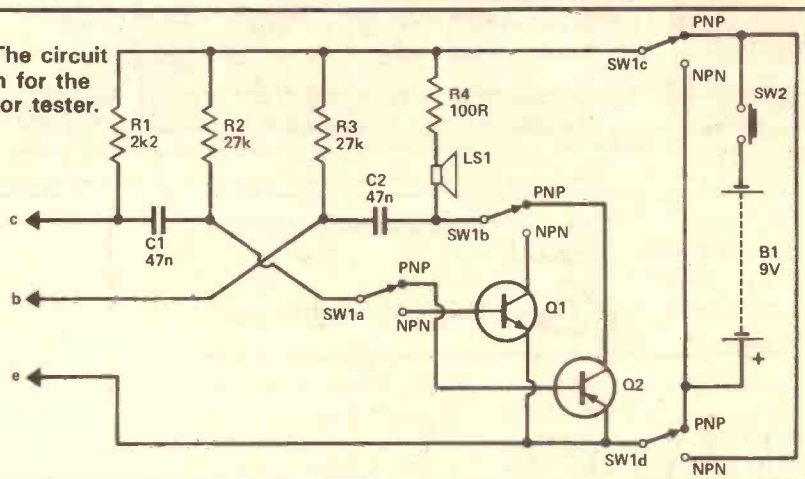 The circuit
n for the
or tester.
R1
2k2
R2
27k
R3
27k
R4
100R
LS1
C1
47n
C2
47n
c
b
e
SW1a
PNP
NPN
SW1b
PNP
NPN
SW1c
PNP
NPN
SW1d
PNP
NPN
Q1
Q2
SW2
B1
9V
+